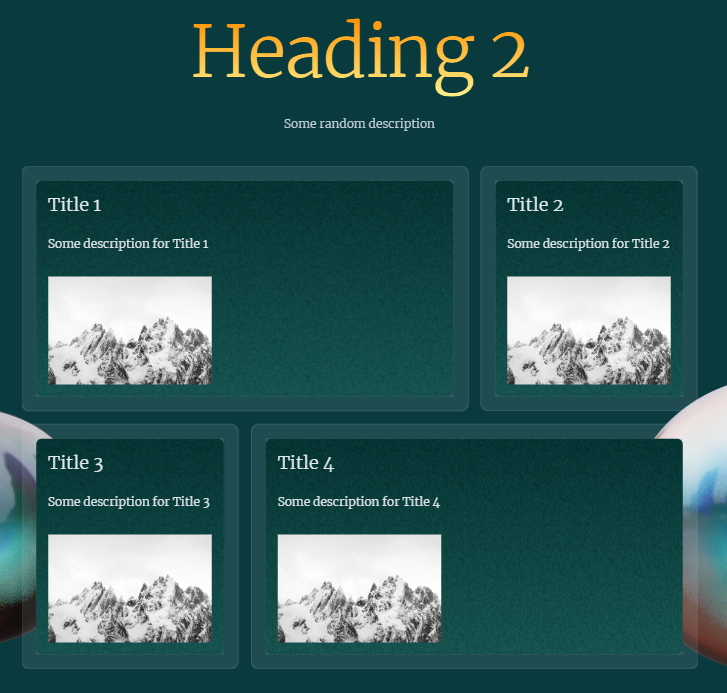 Heading 2
Some random description
Title 1
Some description for Title 1
Title 2
Some description for Title 2
Title 3
Some description for Title 3
Title 4
Some description for Title 4